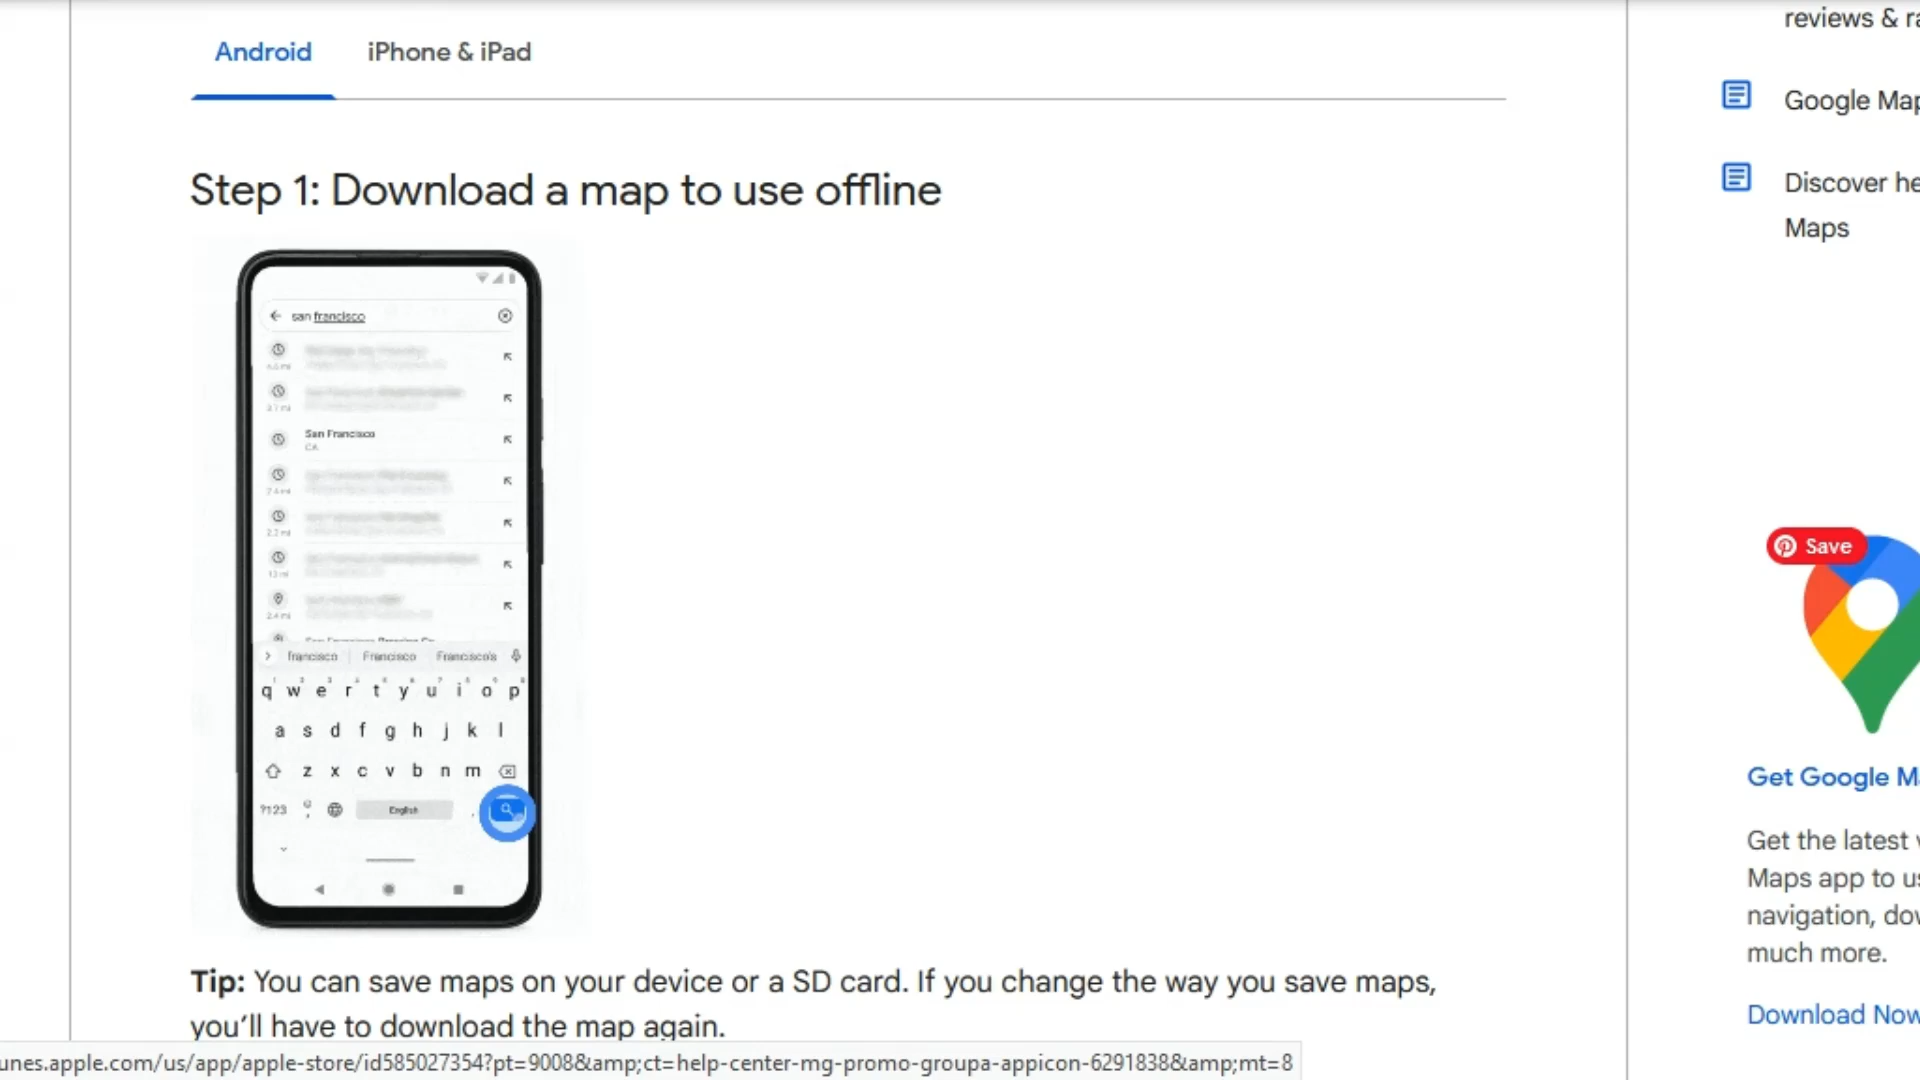 Android
iPhone & iPad
Step 1: Download a map to use offline
san francisco
San Francisco
CA
francisco Francisco Francisco's
q w e r t y u i o p
a s d f g h j k l
z x c v b n m
?123 English
Tip: You can save maps on your device or a SD card. If you change the way you save maps,
you’ll have to download the map again.
unes.apple.com/us/app/apple-store/id585027354?pt=9008&amp;ct=help-center-mg-promo-groupa-appicon-6291838&amp;mt=8
reviews & ra
Google Map
Discover he
Maps
Save
Get Google Ma
Get the latest v
Maps app to us
navigation, dow
much more.
Download Now